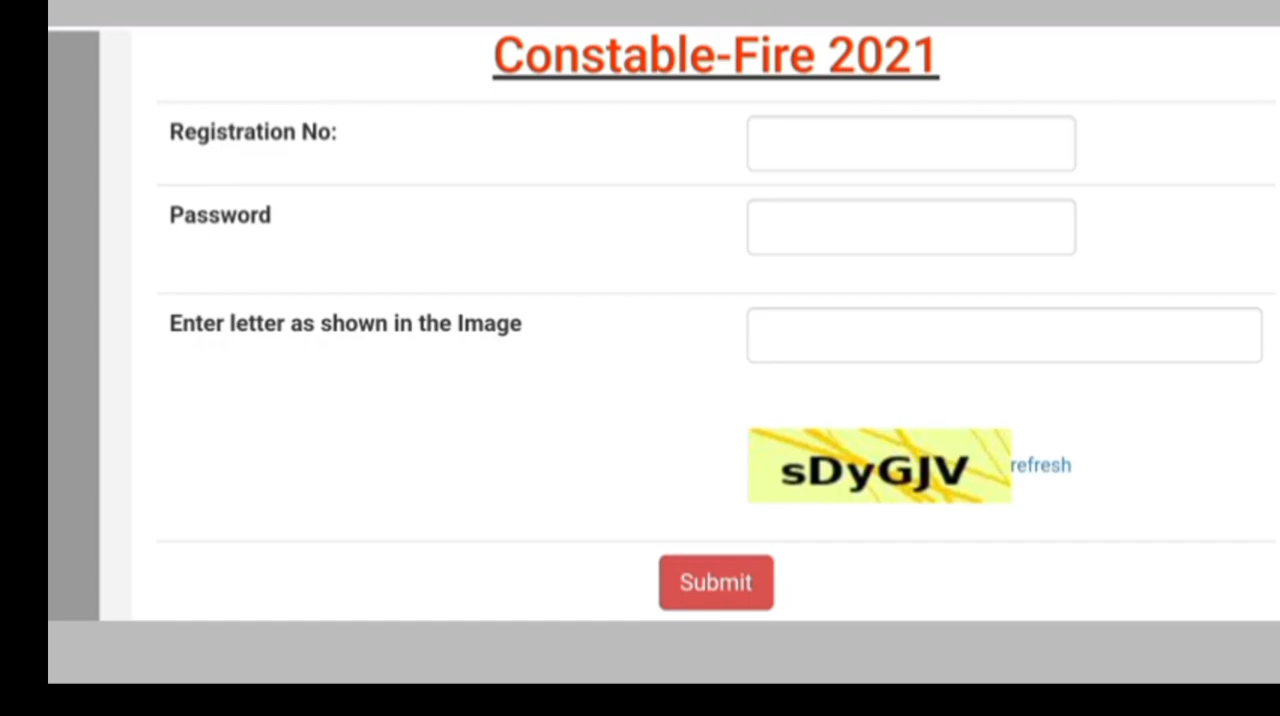 Constable-Fire 2021
Registration No:
Password
Enter letter as shown in the Image
sDyGJV refresh
Submit